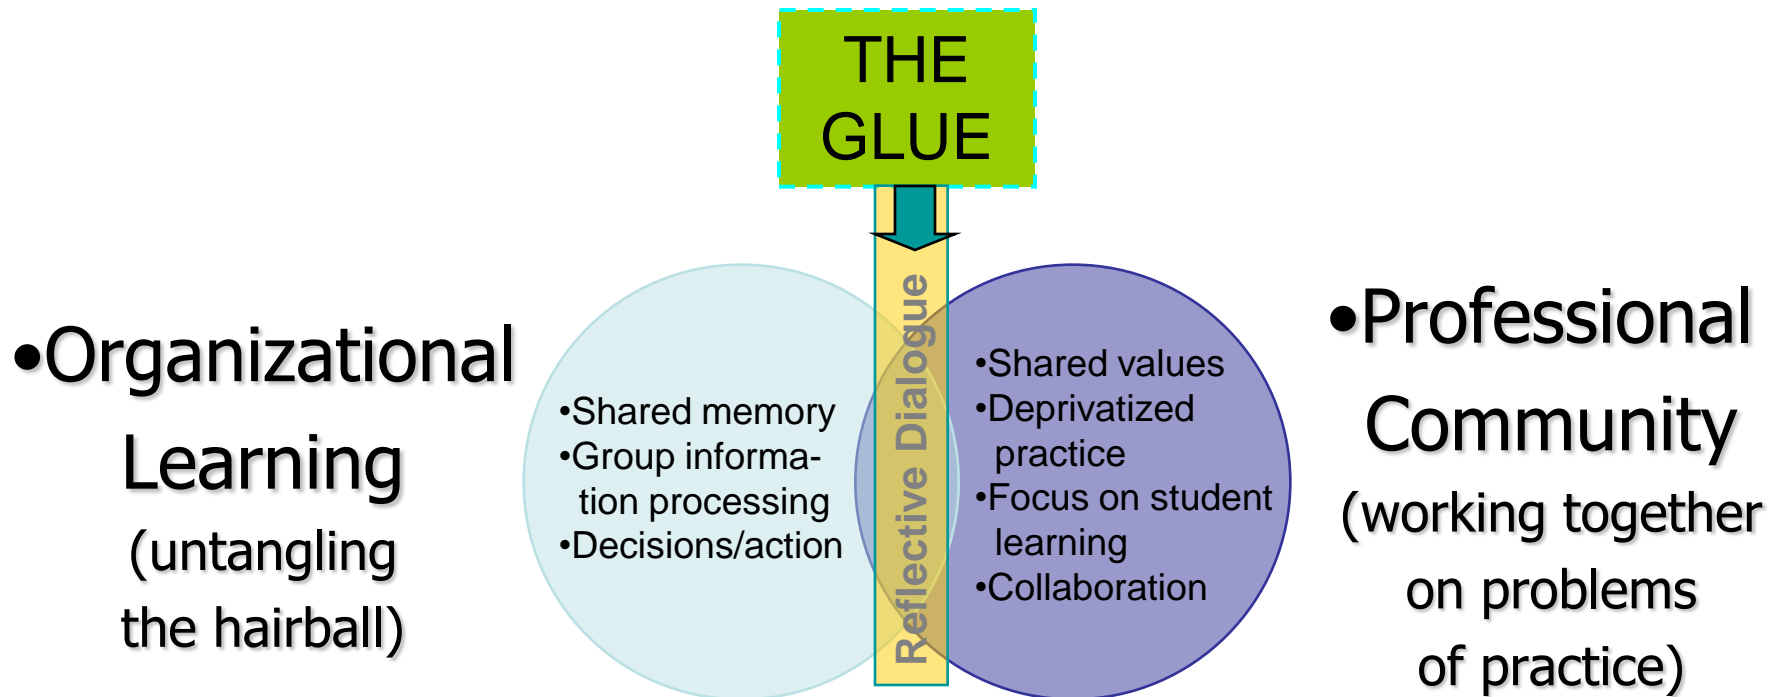 THE
GLUE
•Organizational
Learning
(untangling
the hairball)
•Shared memory
•Group informa-
tion processing
•Decisions/action
Reflective Dialogue
•Shared values
•Deprivatized
practice
•Focus on student
learning
•Collaboration
•Professional
Community
(working together
on problems
of practice)